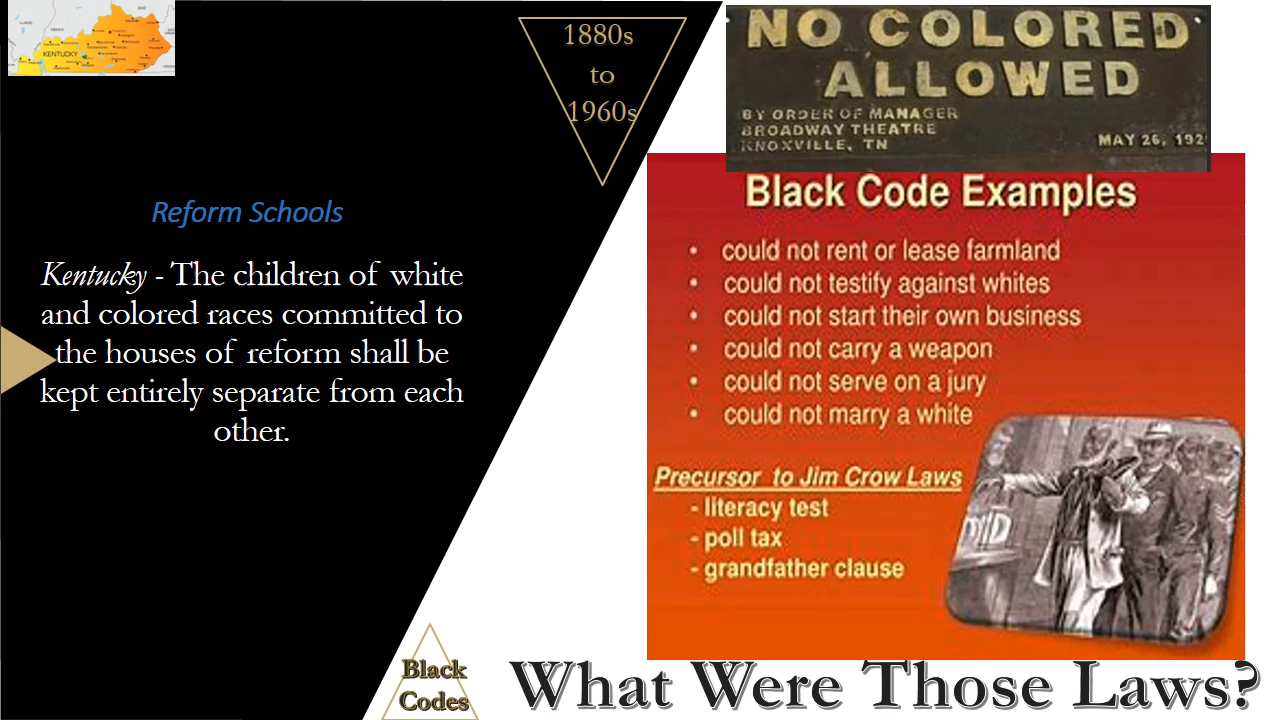 KENTUCKY
1880s
to
1960s
NO COLORED
ALLOWED
BY ORDER OF MANAGER
BROADWAY THEATRE
KNOXVILLE, TN
MAY 26, 192
Reform Schools
Kentucky - The children of white
and colored races committed to
the houses of reform shall be
kept entirely separate from each
other.
Black Code Examples
• could not rent or lease farmland
• could not testify against whites
• could not start their own business
• could not carry a weapon
• could not serve on a jury
• could not marry a white
Precursor to Jim Crow Laws
- literacy test
- poll tax
- grandfather clause
Black
Codes
What Were Those Laws?